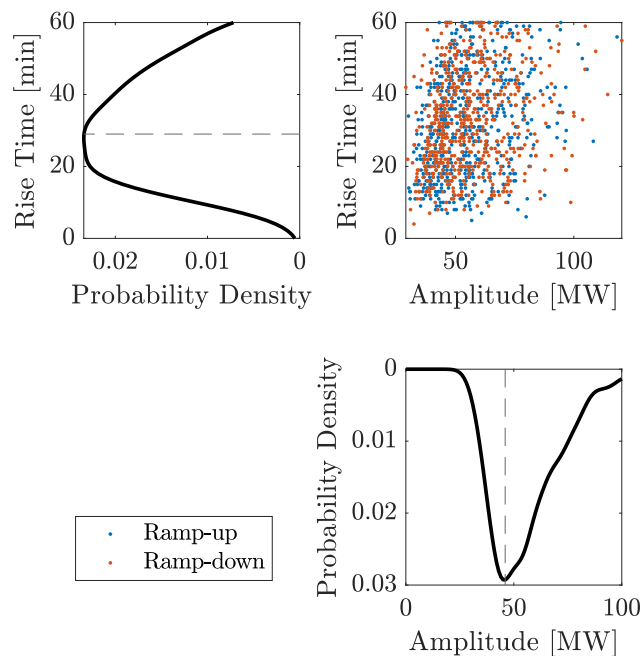 60
40
20
0
Rise Time [min]
0.02
0.01
0
Probability Density
60
40
20
0
Rise Time [min]
50
100
Amplitude [MW]
0
0.01
0.02
0.03
Probability Density
0
50
100
Amplitude [MW]
Ramp-up
Ramp-down